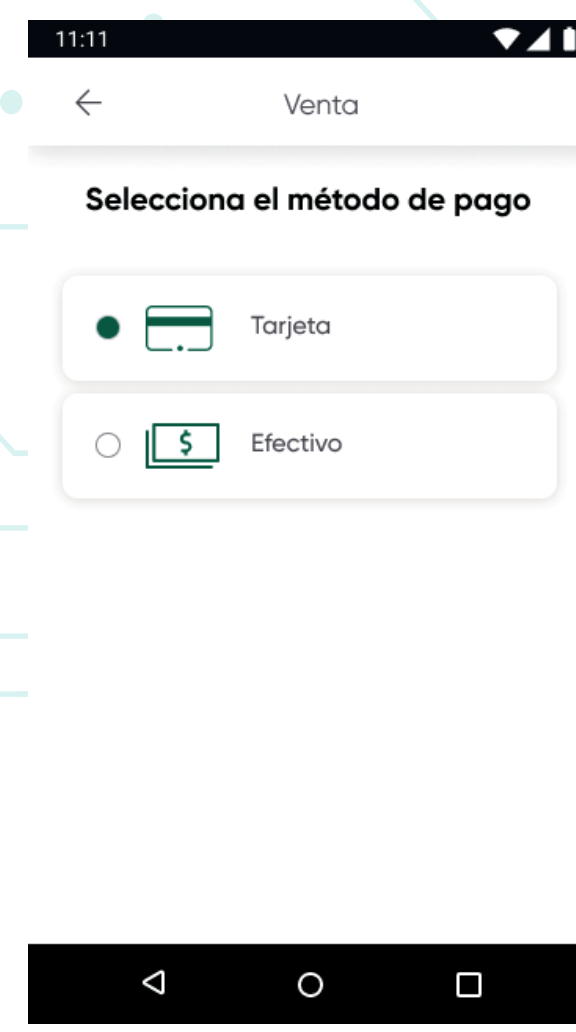 11:11
Venta
Selecciona el método de pago
Tarjeta
$
Efectivo